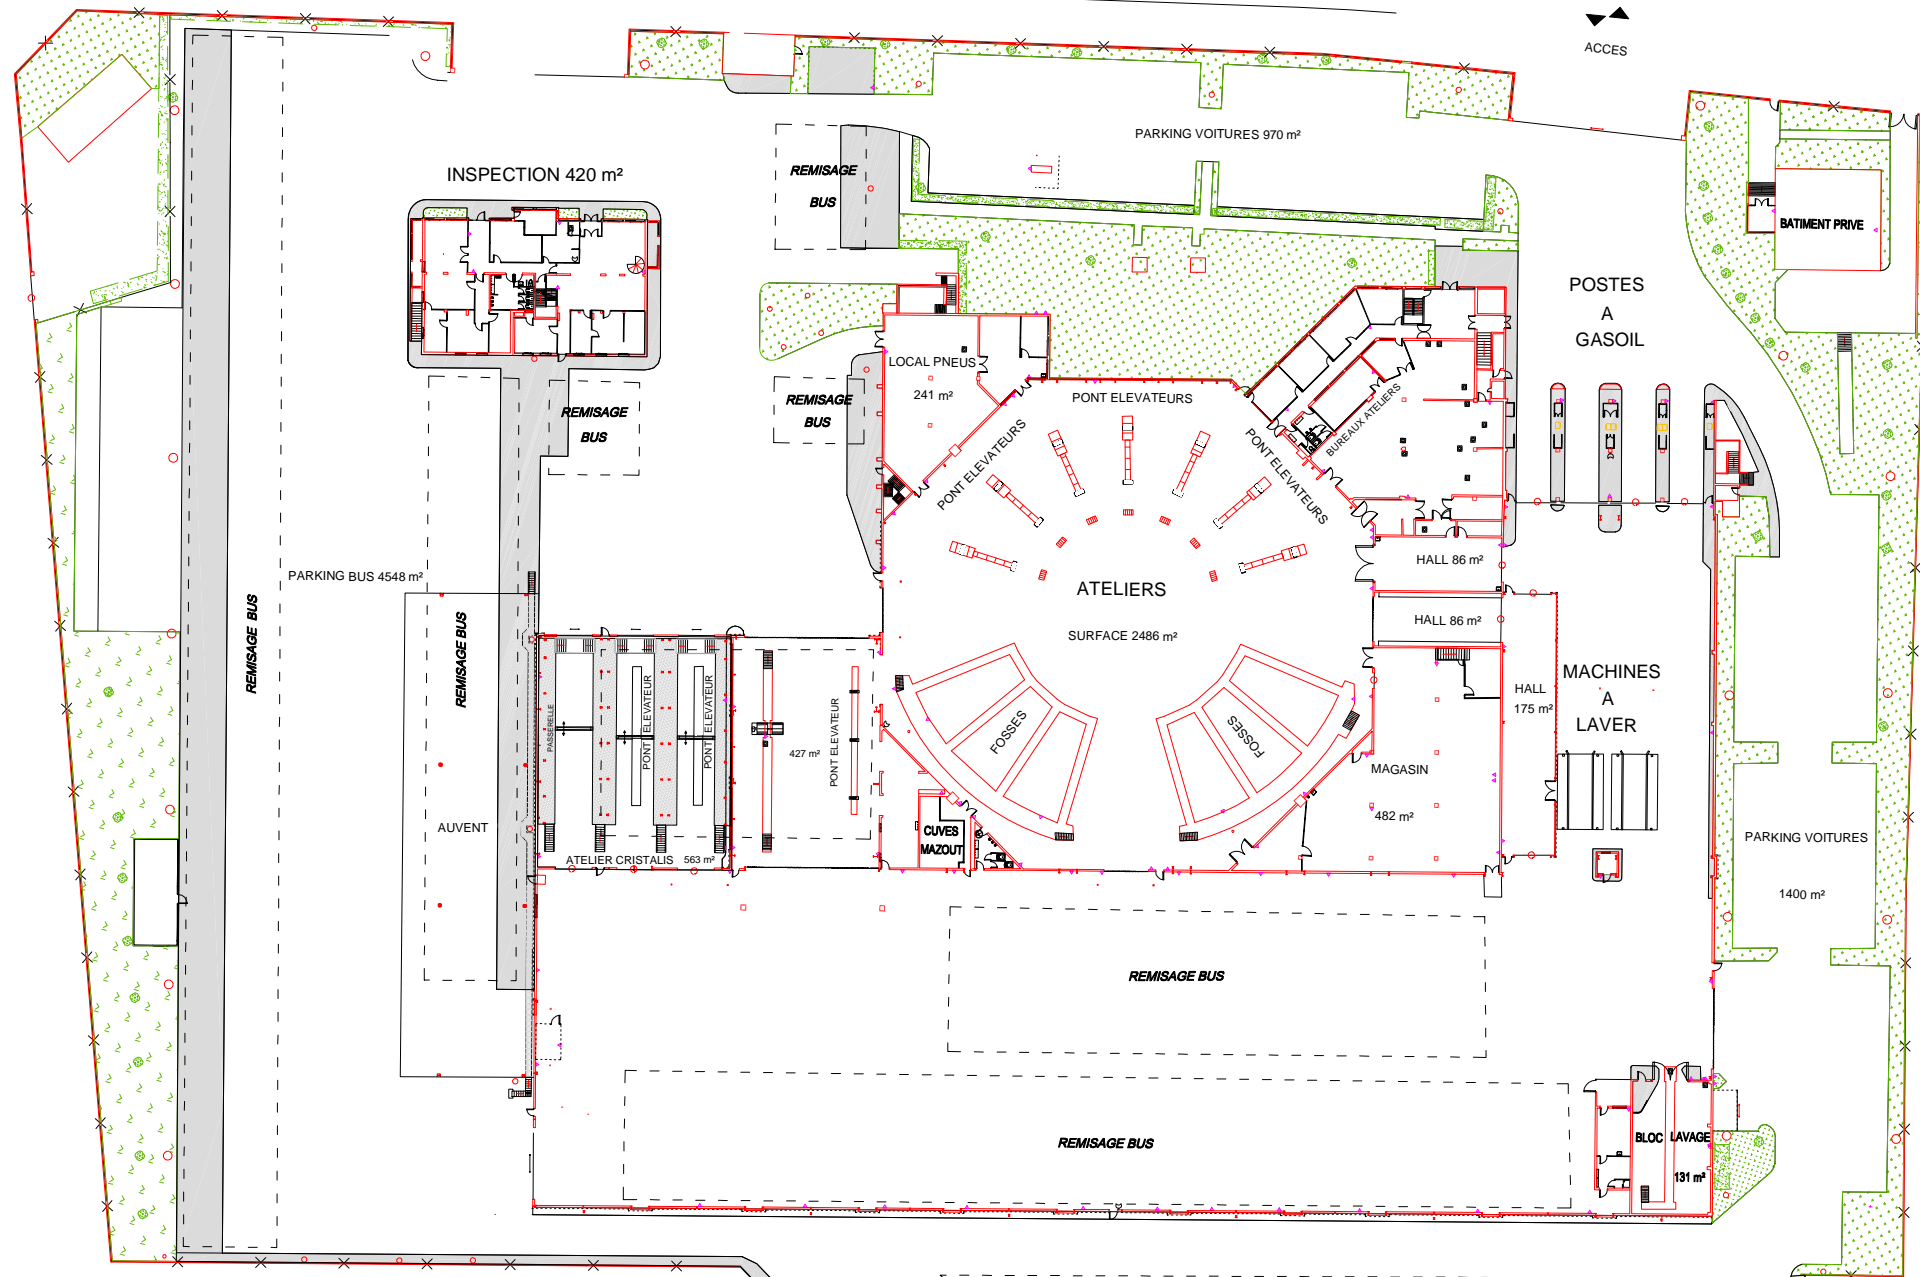 ACCES
PARKING VOITURES 970 m²
INSPECTION 420 m²
REMISAGE
BUS
BATIMENT PRIVE
POSTES
A
GASOIL
LOCAL PNEUS
241 m²
REMISAGE
BUS
REMISAGE
BUS
PONT ELEVATEURS
PONT ELEVATEURS
PONT ELEVATEURS
BUREAUX ATELIERS
HALL 86 m²
PARKING BUS 4548 m²
ATELIERS
REMISAGE BUS
REMISAGE BUS
HALL 86 m²
SURFACE 2486 m²
MACHINES
A
LAVER
HALL
175 m²
PASSERELLE
PONT ELEVATEUR
PONT ELEVATEUR
PONT ELEVATEUR
427 m²
FOSSES
FOSSES
MAGASIN
482 m²
AUVENT
CUVES
MAZOUT
ATELIER CRISTALIS 563 m²
PARKING VOITURES
1400 m²
REMISAGE BUS
REMISAGE BUS
BLOC LAVAGE
131 m²